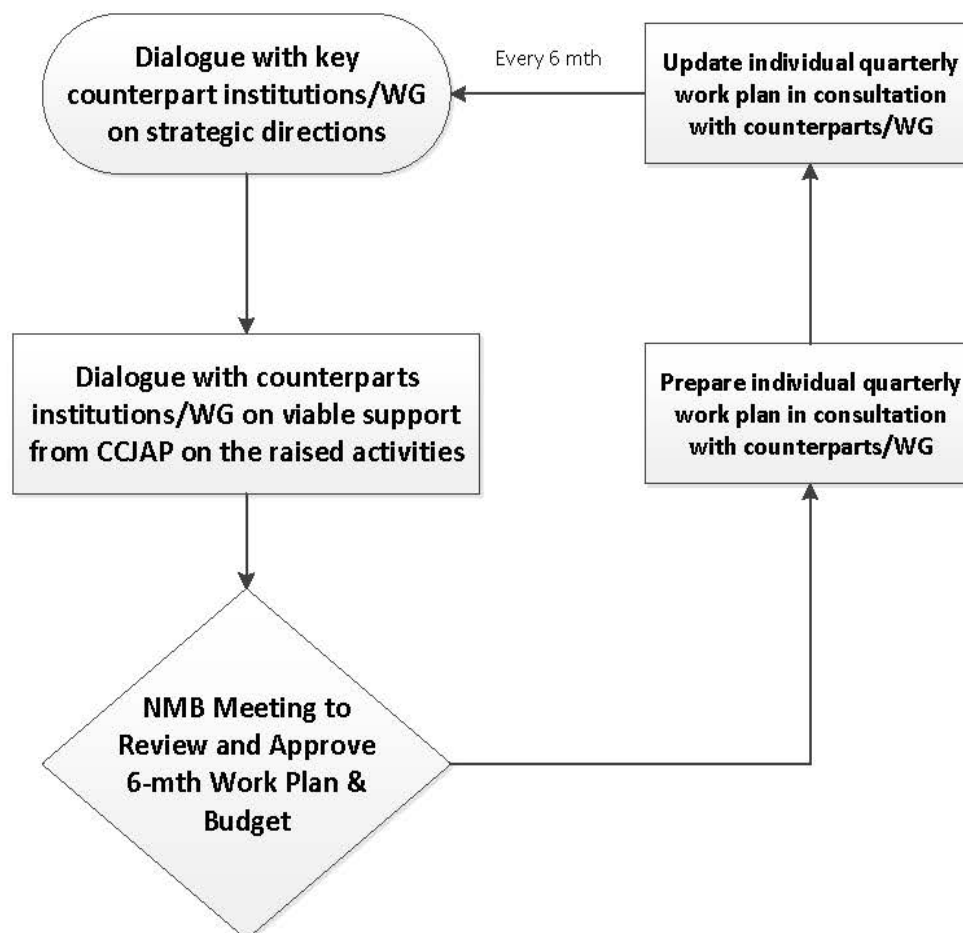 Dialogue with key
counterpart institutions/WG
on strategic directions
Every 6 mth
Update individual quarterly
work plan in consultation
with counterparts/WG
Dialogue with counterparts
institutions/WG on viable support
from CCJAP on the raised activities
Prepare individual quarterly
work plan in consultation
with counterparts/WG
NMB Meeting to
Review and Approve
6-mth Work Plan &
Budget